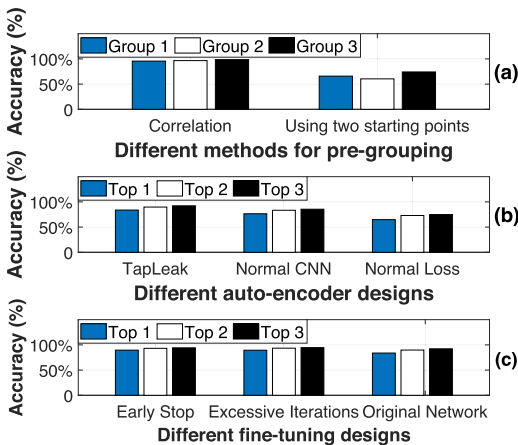 Accuracy (%)
Group 1 Group 2 Group 3
100%
50%
0
Correlation Using two starting points
Different methods for pre-grouping
(a)
Accuracy (%)
Top 1 Top 2 Top 3
100%
50%
0
TapLeak Normal CNN Normal Loss
Different auto-encoder designs
(b)
Accuracy (%)
Top 1 Top 2 Top 3
100%
50%
0
Early Stop Excessive Iterations Original Network
Different fine-tuning designs
(c)